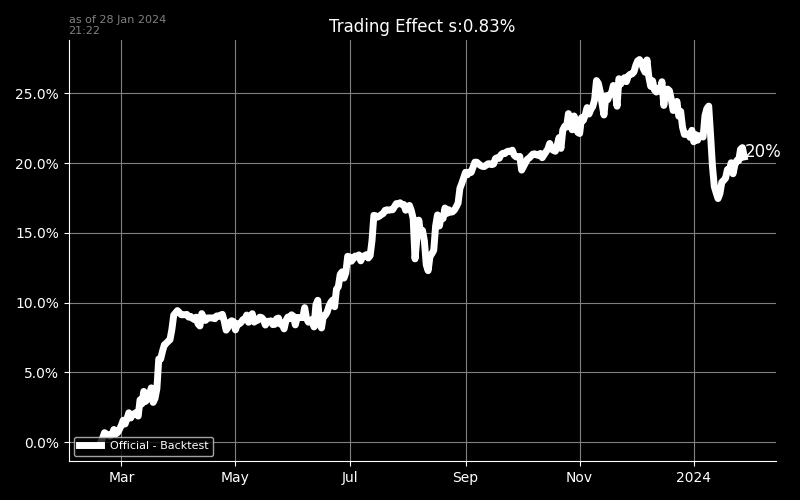 as of 28 Jan 2024
21:22
Trading Effect s:0.83%
25.0%
20.0%
15.0%
10.0%
5.0%
0.0%
20%
Official - Backtest
Mar May Jul Sep Nov 2024